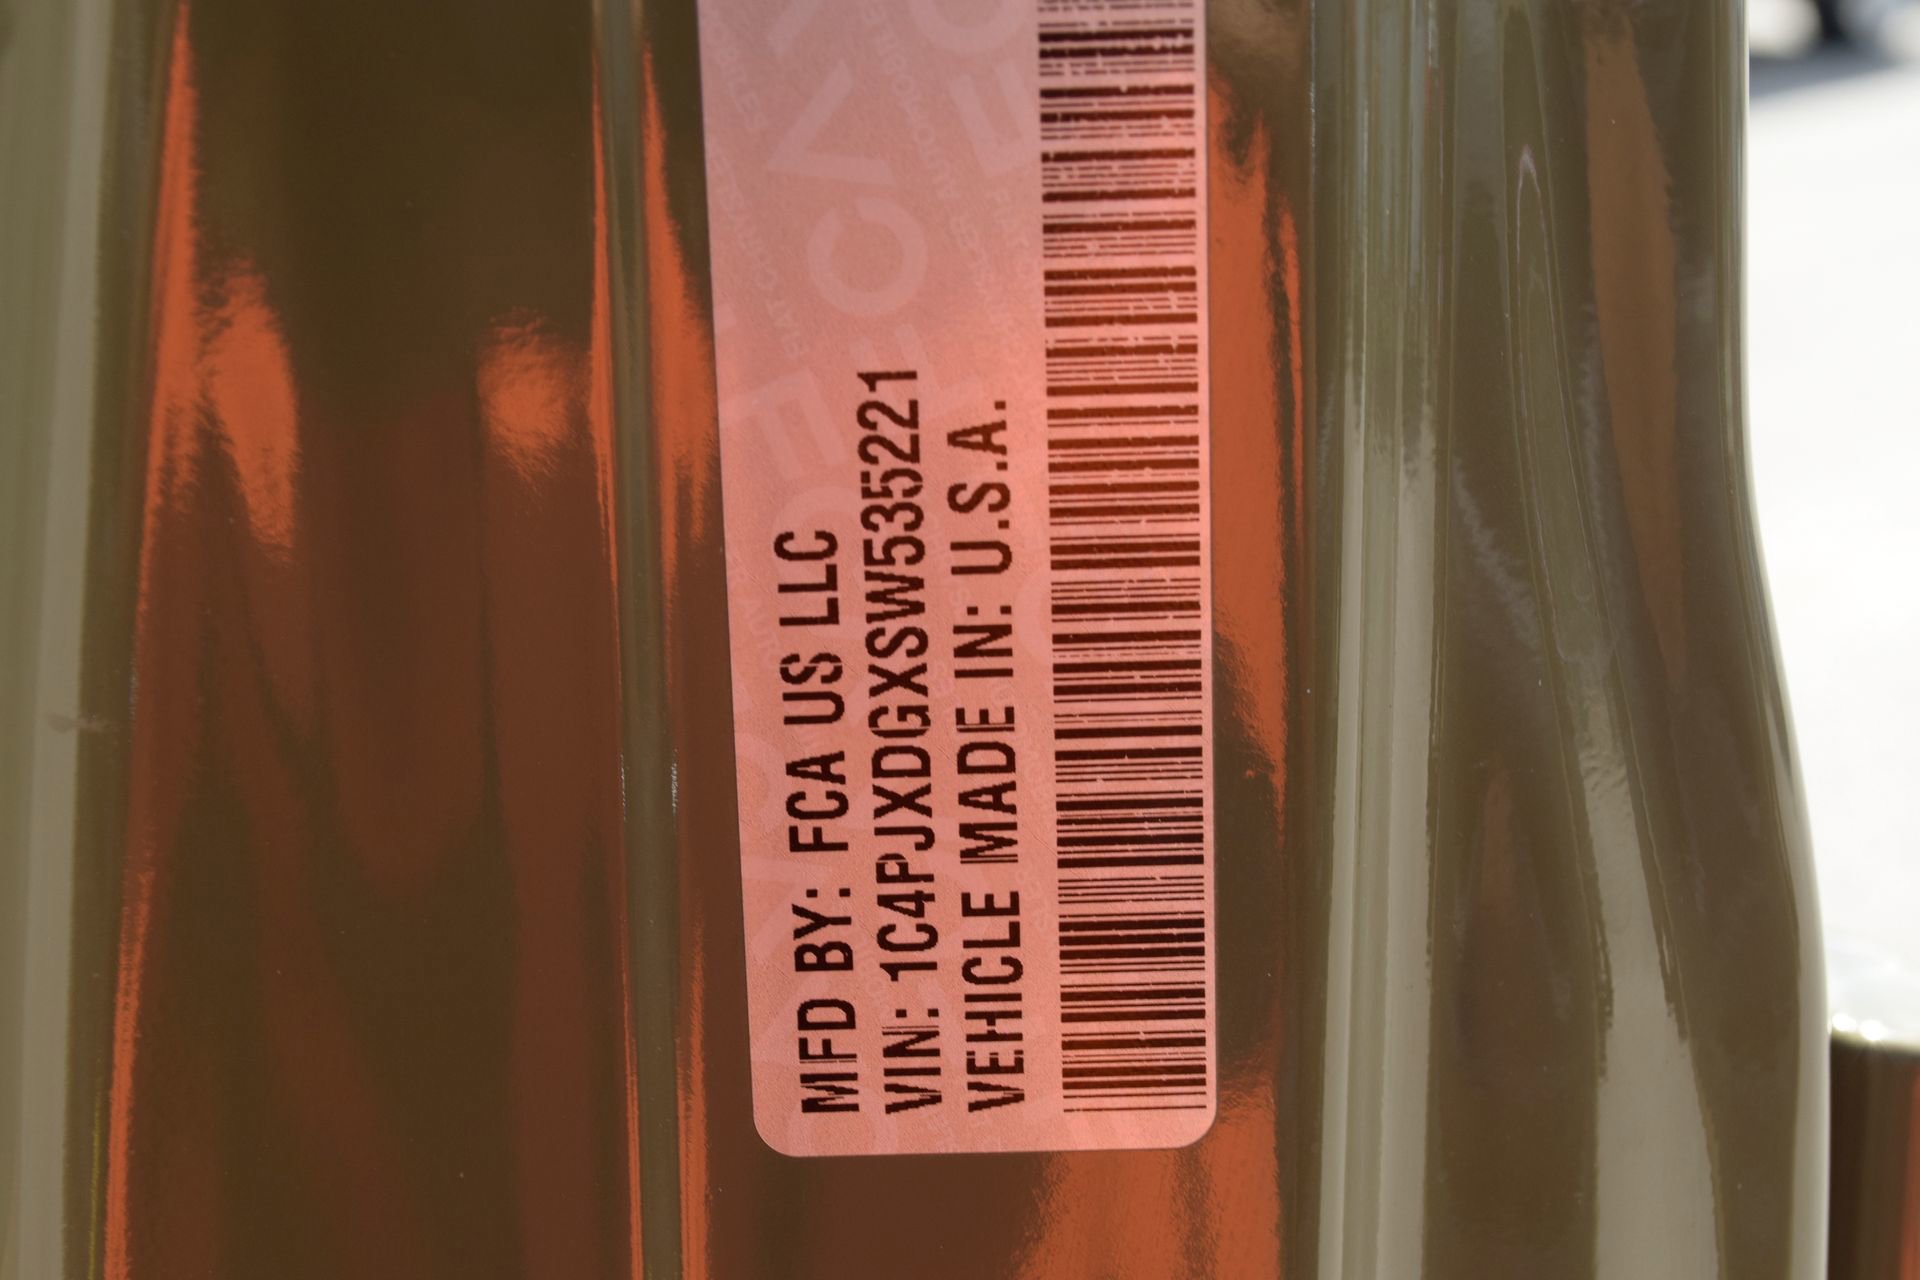 MFD BY: FCA US LLC
VIN: 1C4PJXDGXSW535221
VEHICLE MADE IN: U.S.A.